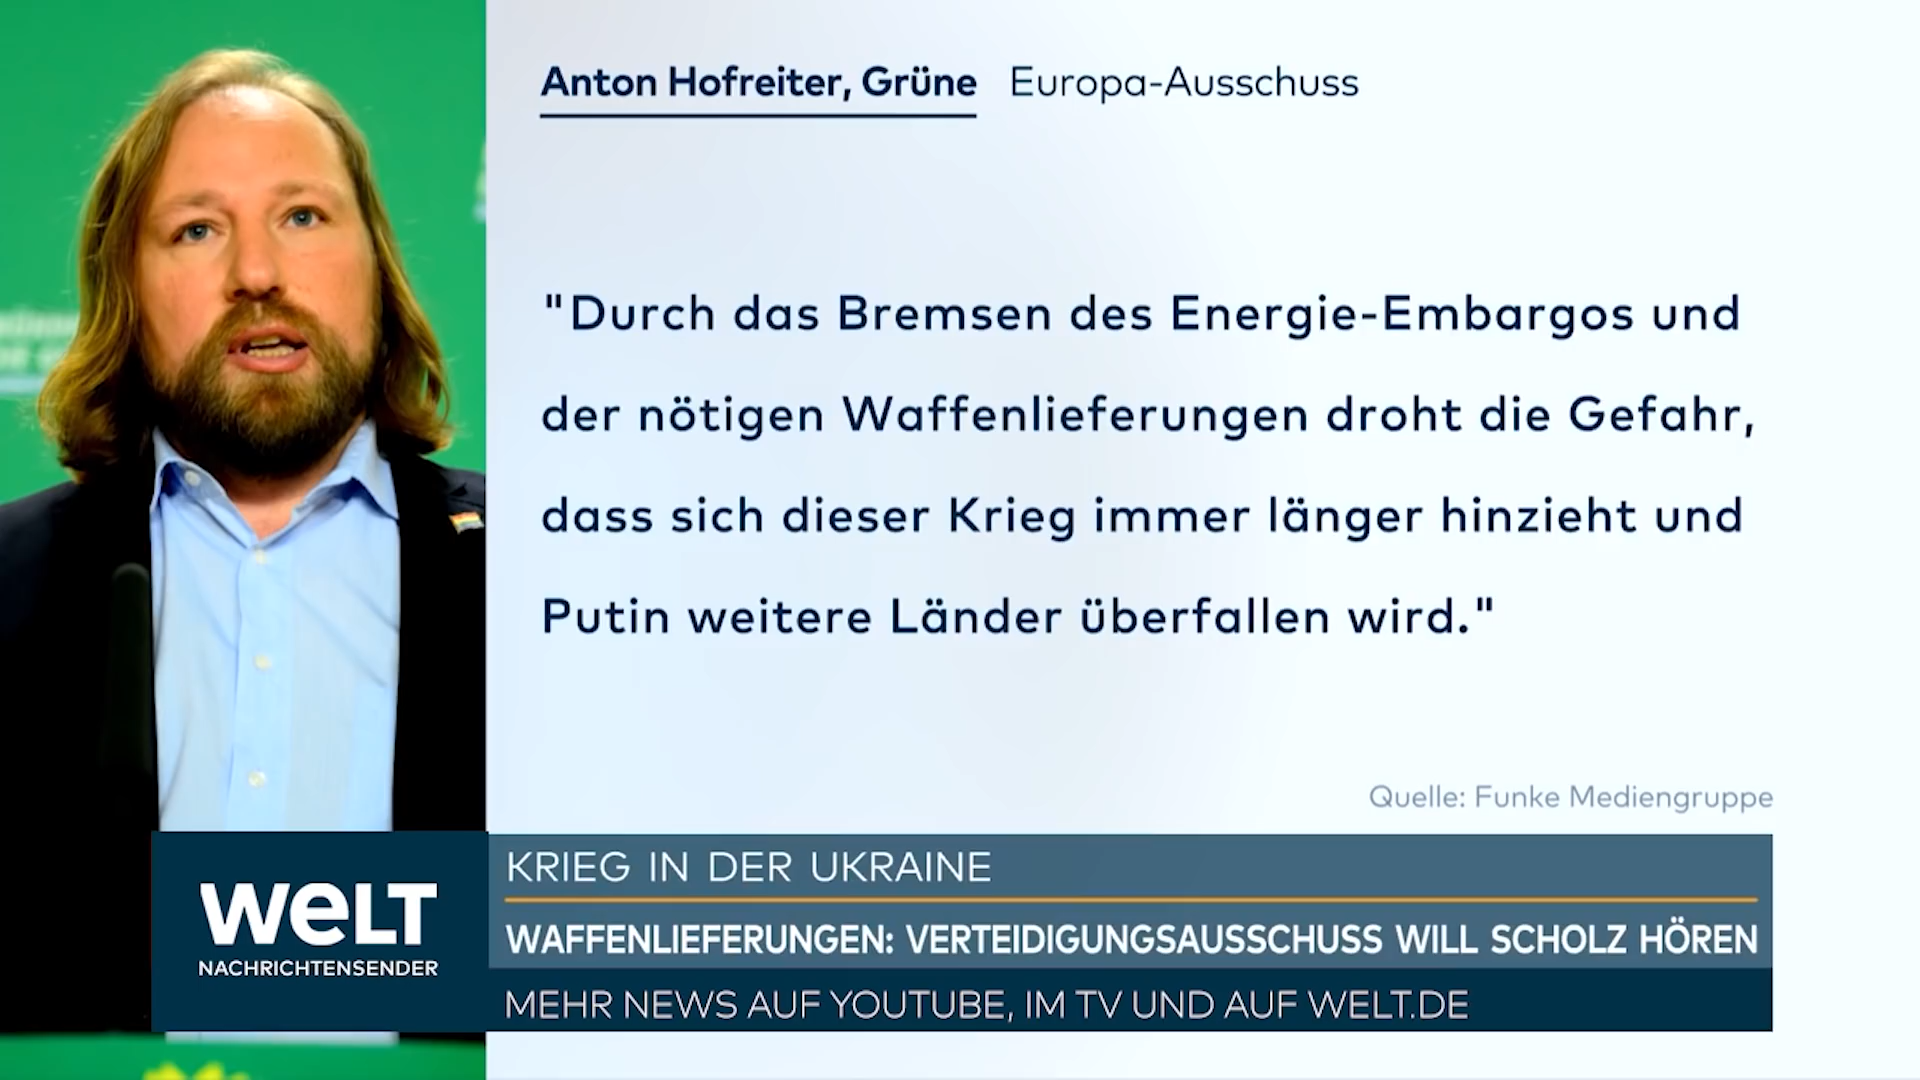 Anton Hofreiter, Grüne Europa-Ausschuss
"Durch das Bremsen des Energie-Embargos und
der nötigen Waffenlieferungen droht die Gefahr,
dass sich dieser Krieg immer länger hinzieht und
Putin weitere Länder überfallen wird."
Quelle: Funke Mediengruppe
KRIEG IN DER UKRAINE
WAFFENLIEFERUNGEN: VERTEIDIGUNGSAUSSCHUSS WILL SCHOLZ HÖREN
MEHR NEWS AUF YOUTUBE, IM TV UND AUF WELT.DE
WELT
NACHRICHTENSENDER